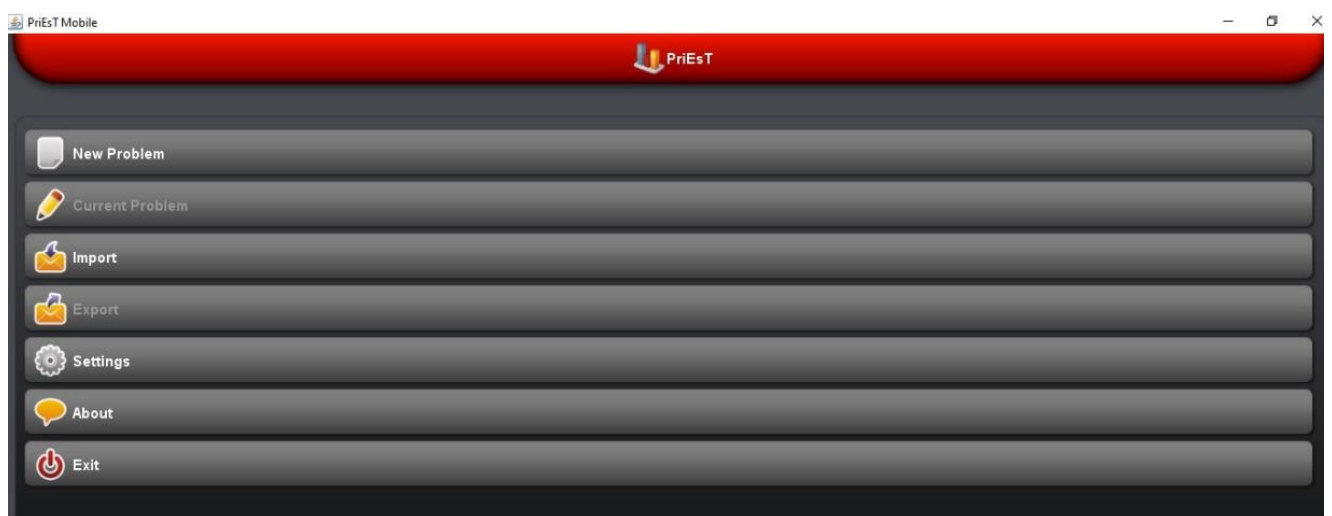 PriEsT Mobile
PriEsT
New Problem
Current Problem
Import
Export
Settings
About
Exit